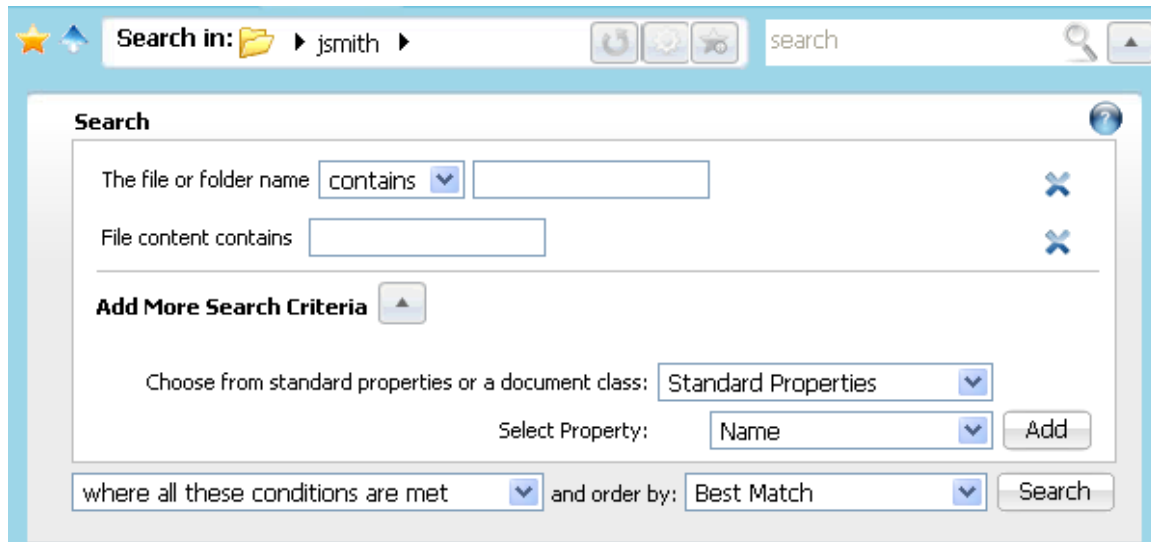 Search in: jsmith search
Search ?
The file or folder name contains
File content contains
Add More Search Criteria
Choose from standard properties or a document class: Standard Properties
Select Property: Name Add
where all these conditions are met and order by: Best Match Search